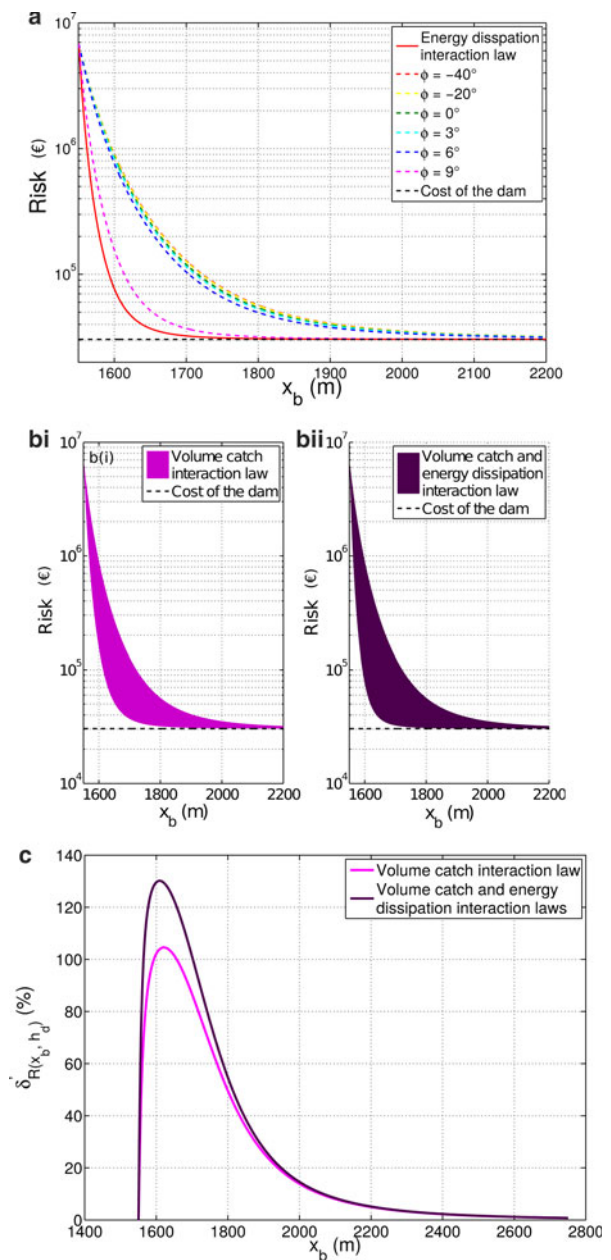 a
10^7
10^6
10^5
Risk (€)
Energy disspation
interaction law
ϕ = −40°
ϕ = −20°
ϕ = 0°
ϕ = 3°
ϕ = 6°
ϕ = 9°
Cost of the dam
1600 1700 1800 1900 2000 2100 2200
x_b (m)
bi
b(i)
10^7
10^6
10^5
10^4
Risk (€)
Volume catch
interaction law
Cost of the dam
1600 1800 2000 2200
x_b (m)
bii
10^7
10^6
10^5
10^4
Risk (€)
Volume catch and
energy dissipation
interaction law
Cost of the dam
1600 1800 2000 2200
x_b (m)
c
140
120
100
80
60
40
20
0
δ'_R(x_b, h_d) (%)
Volume catch interaction law
Volume catch and energy
dissipation interaction laws
1400 1600 1800 2000 2200 2400 2600 2800
x_b (m)